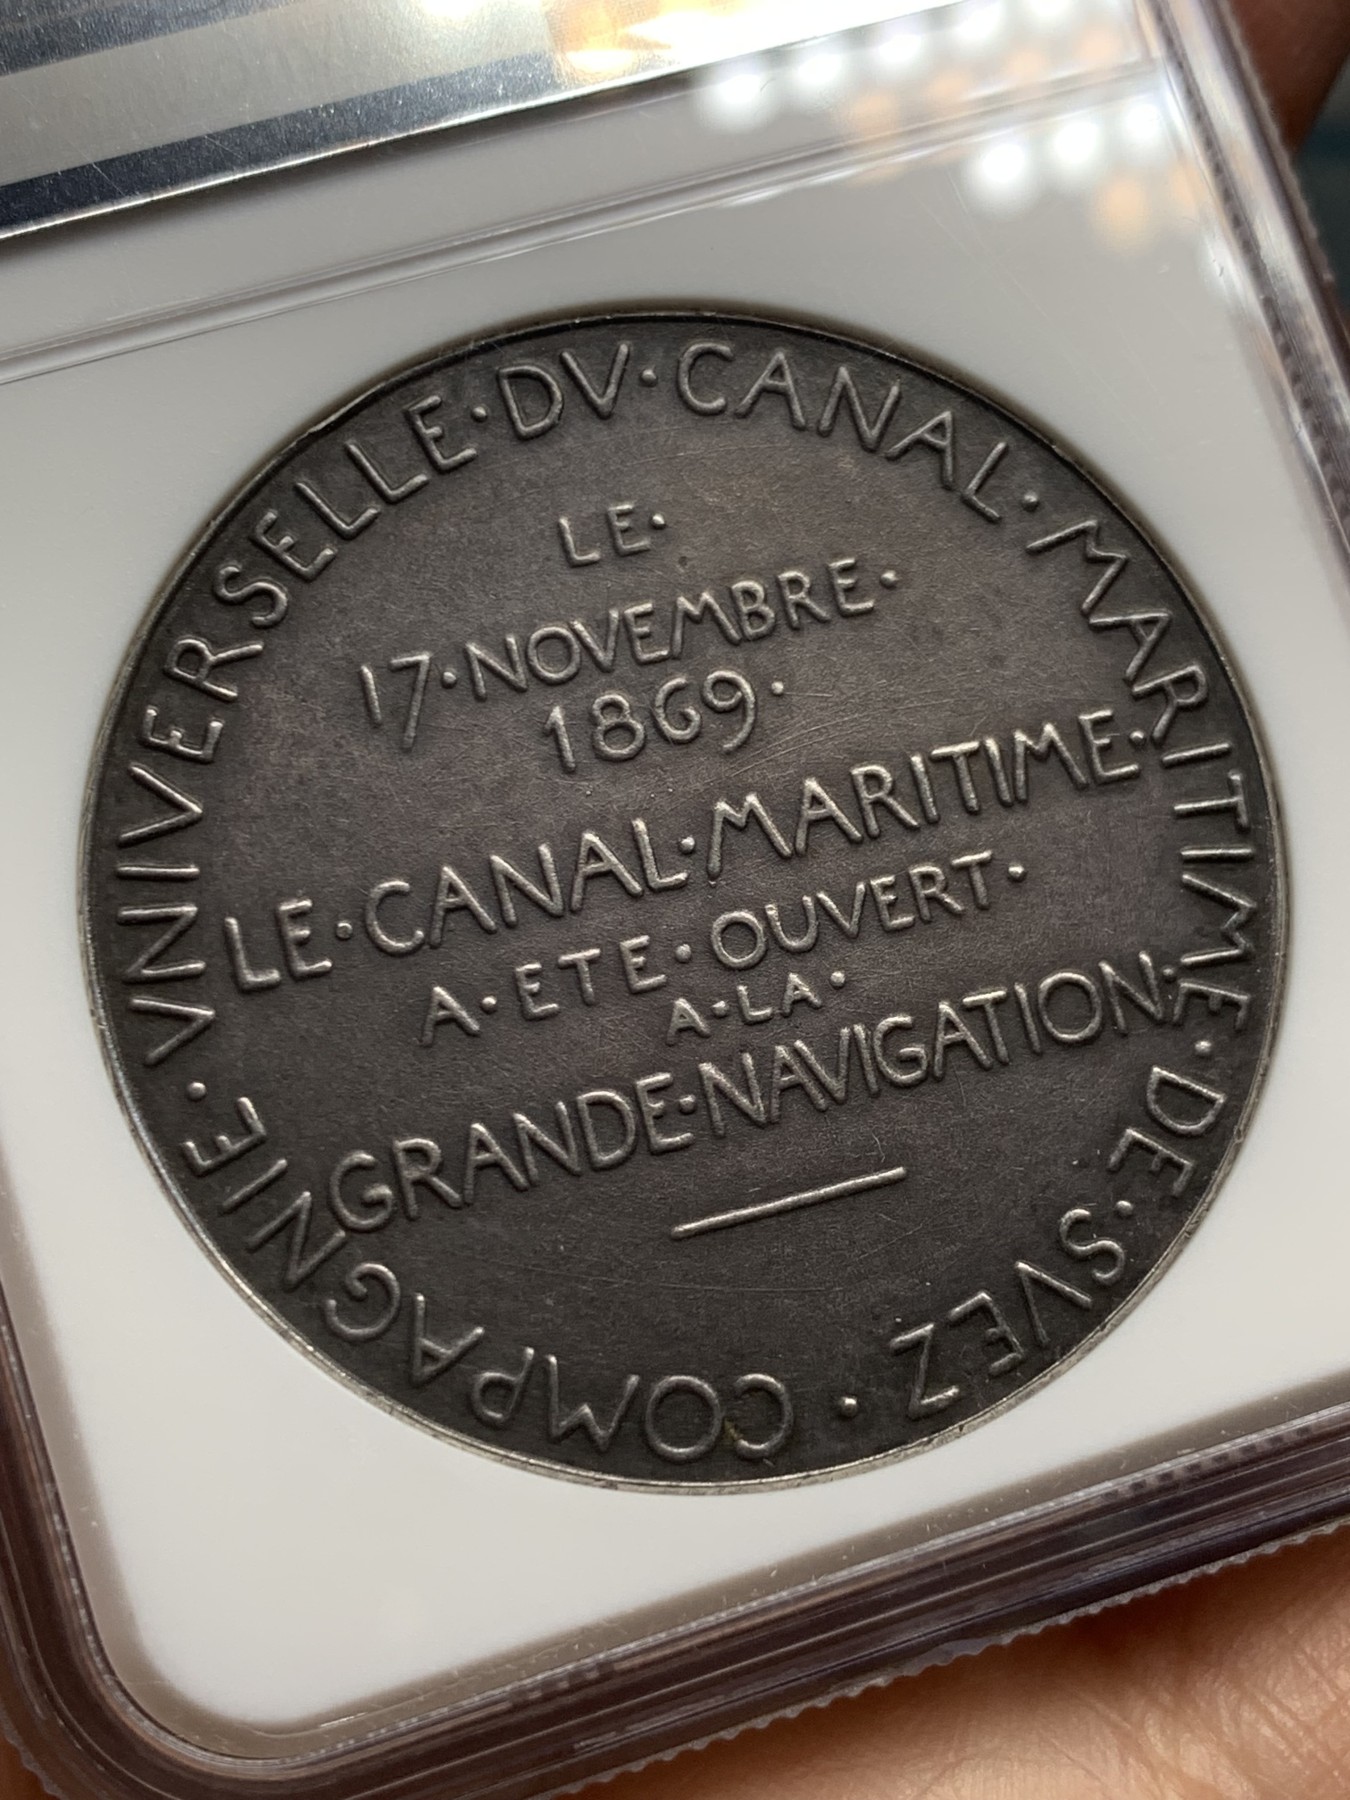 COMPAGNIE · VNIVERSELLE · DV · CANAL · MARITIME · DE · SVEZ ·
LE ·
17 · NOVEMBRE ·
1869 ·
LE · CANAL · MARITIME ·
A · ETE · OUVERT ·
A · LA ·
GRANDE · NAVIGATION ·